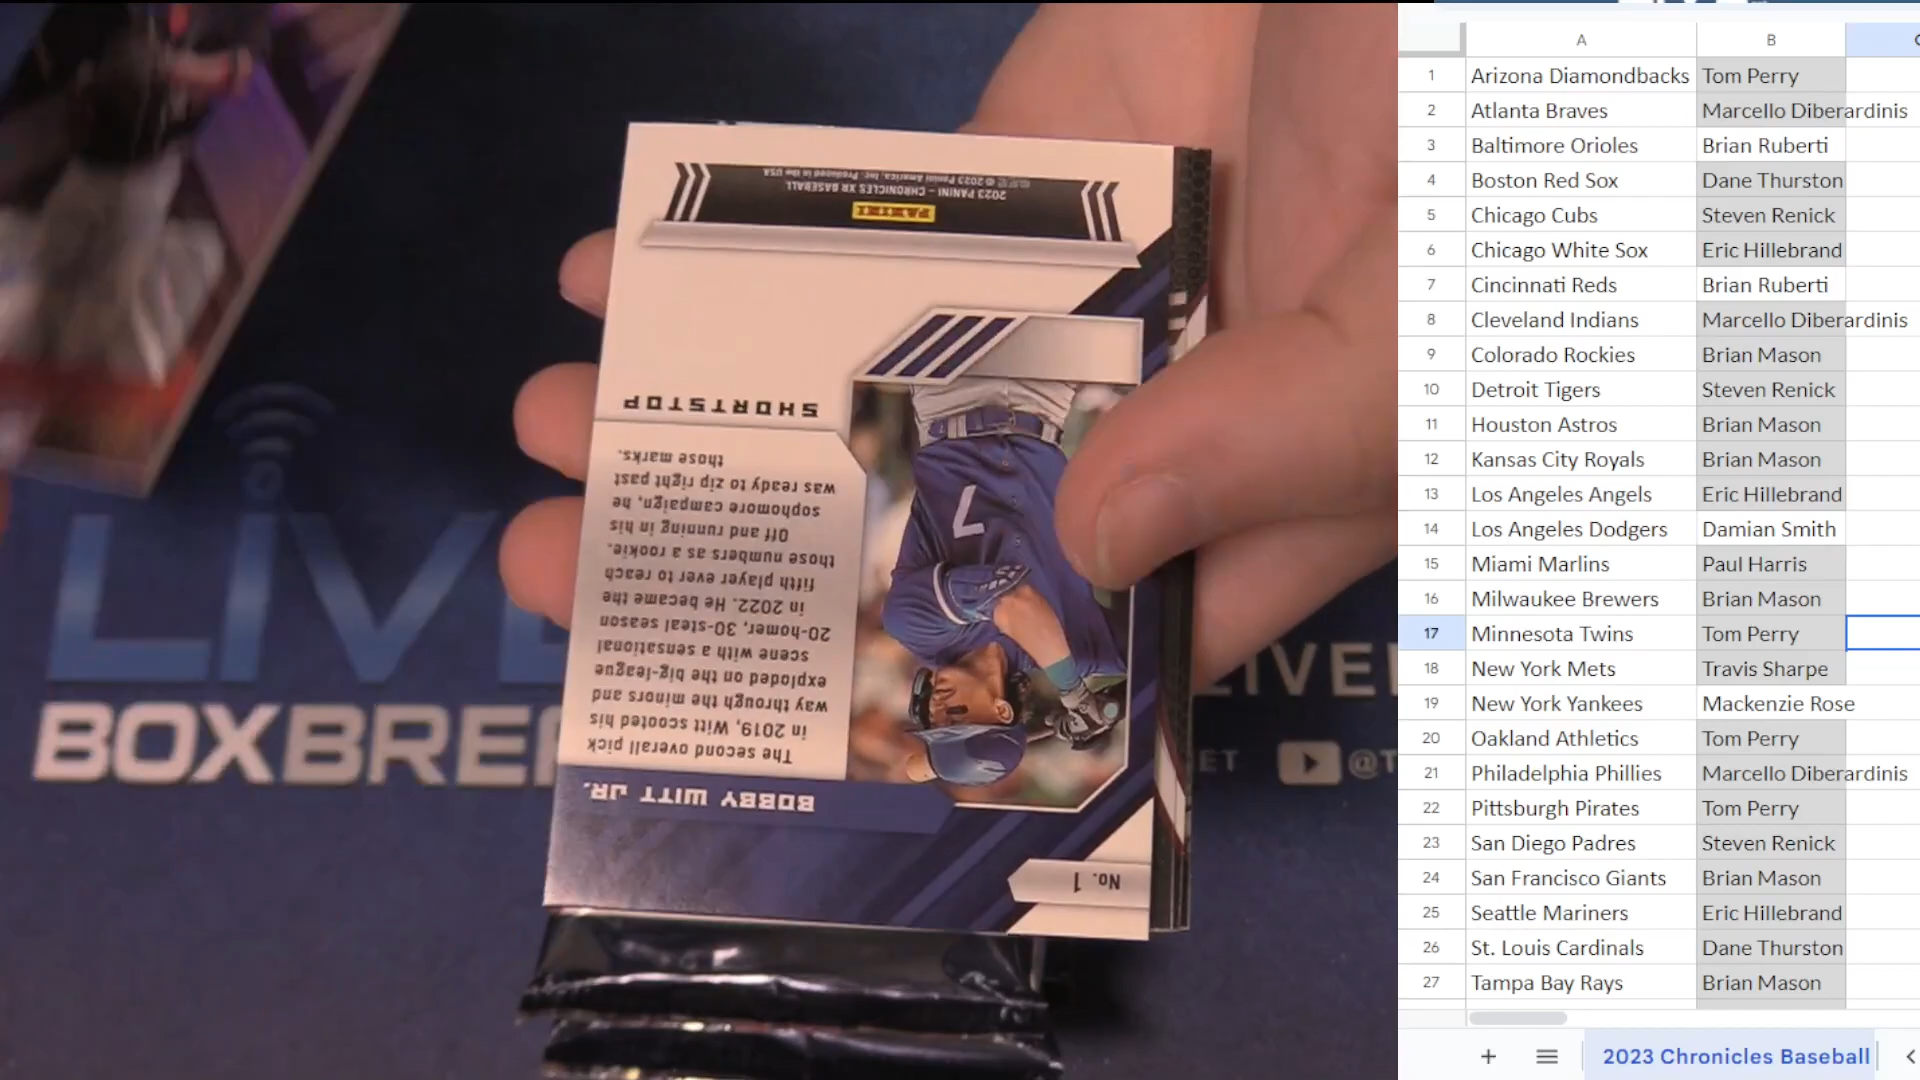 2023 PANINI – CHRONICLES XR BASEBALL
© 2023 Panini America, Inc. Produced in the USA
PANINI
SHORTSTOP
The second overall pick
in 2019, Witt scooted his
way through the minors and
exploded on the big-league
scene with a sensational
20-homer, 30-steal season
in 2022. He became the
fifth player ever to reach
those numbers as a rookie.
Off and running in his
sophomore campaign, he
was ready to zip right past
those marks.
7
BOBBY WITT JR.
No. 1
LIVE
BOXBREA
LIVE
ET
@T
A B
1 Arizona Diamondbacks Tom Perry
2 Atlanta Braves Marcello Diberardinis
3 Baltimore Orioles Brian Ruberti
4 Boston Red Sox Dane Thurston
5 Chicago Cubs Steven Renick
6 Chicago White Sox Eric Hillebrand
7 Cincinnati Reds Brian Ruberti
8 Cleveland Indians Marcello Diberardinis
9 Colorado Rockies Brian Mason
10 Detroit Tigers Steven Renick
11 Houston Astros Brian Mason
12 Kansas City Royals Brian Mason
13 Los Angeles Angels Eric Hillebrand
14 Los Angeles Dodgers Damian Smith
15 Miami Marlins Paul Harris
16 Milwaukee Brewers Brian Mason
17 Minnesota Twins Tom Perry
18 New York Mets Travis Sharpe
19 New York Yankees Mackenzie Rose
20 Oakland Athletics Tom Perry
21 Philadelphia Phillies Marcello Diberardinis
22 Pittsburgh Pirates Tom Perry
23 San Diego Padres Steven Renick
24 San Francisco Giants Brian Mason
25 Seattle Mariners Eric Hillebrand
26 St. Louis Cardinals Dane Thurston
27 Tampa Bay Rays Brian Mason
2023 Chronicles Baseball